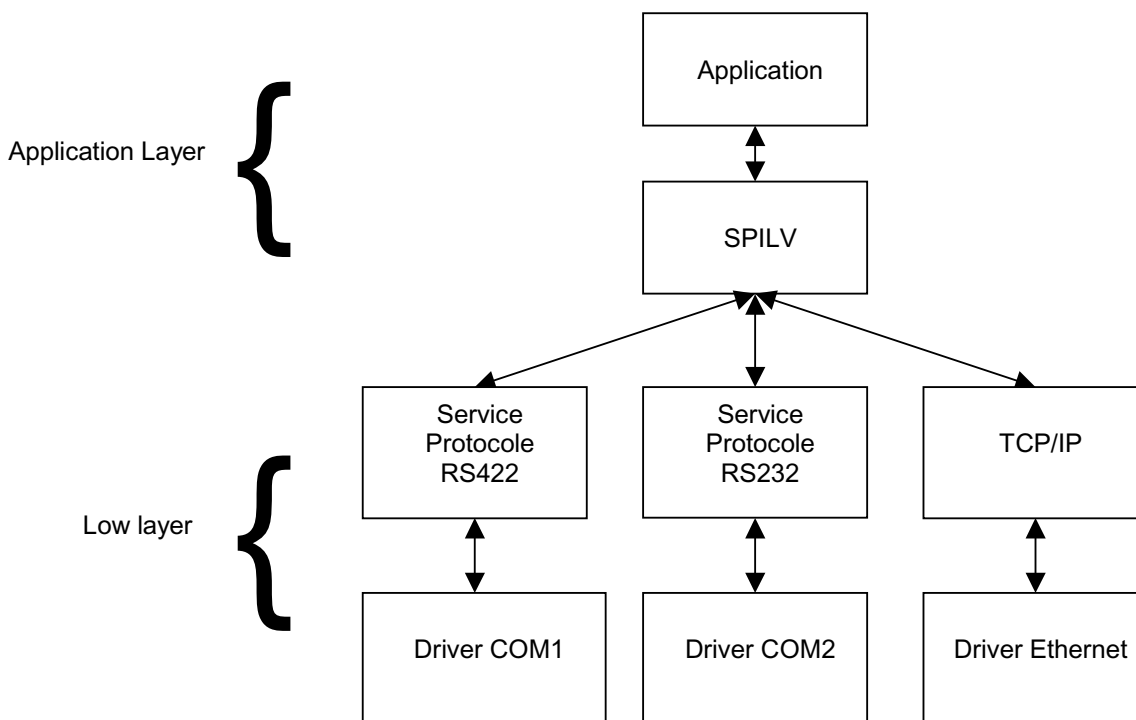 Application
Application Layer
SPILV
Service
Protocole
RS422
Service
Protocole
RS232
TCP/IP
Low layer
Driver COM1
Driver COM2
Driver Ethernet